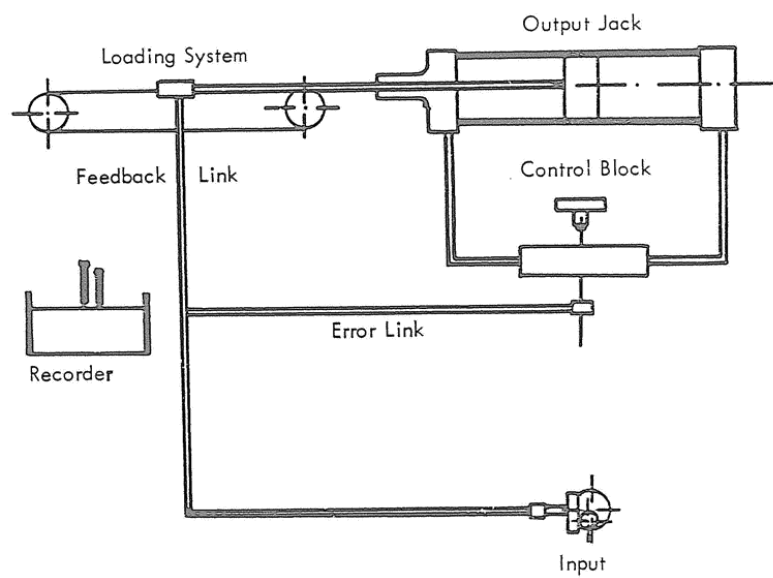 Output Jack
Loading System
Feedback Link
Control Block
Error Link
Recorder
Input